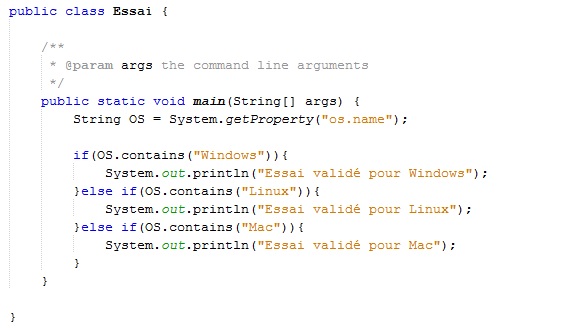 public class Essai {
/**
* @param args the command line arguments
*/
public static void main(String[] args) {
String OS = System.getProperty("os.name");
if(OS.contains("Windows")){
System.out.println("Essai validé pour Windows");
}else if(OS.contains("Linux")){
System.out.println("Essai validé pour Linux");
}else if(OS.contains("Mac")){
System.out.println("Essai validé pour Mac");
}
}
}